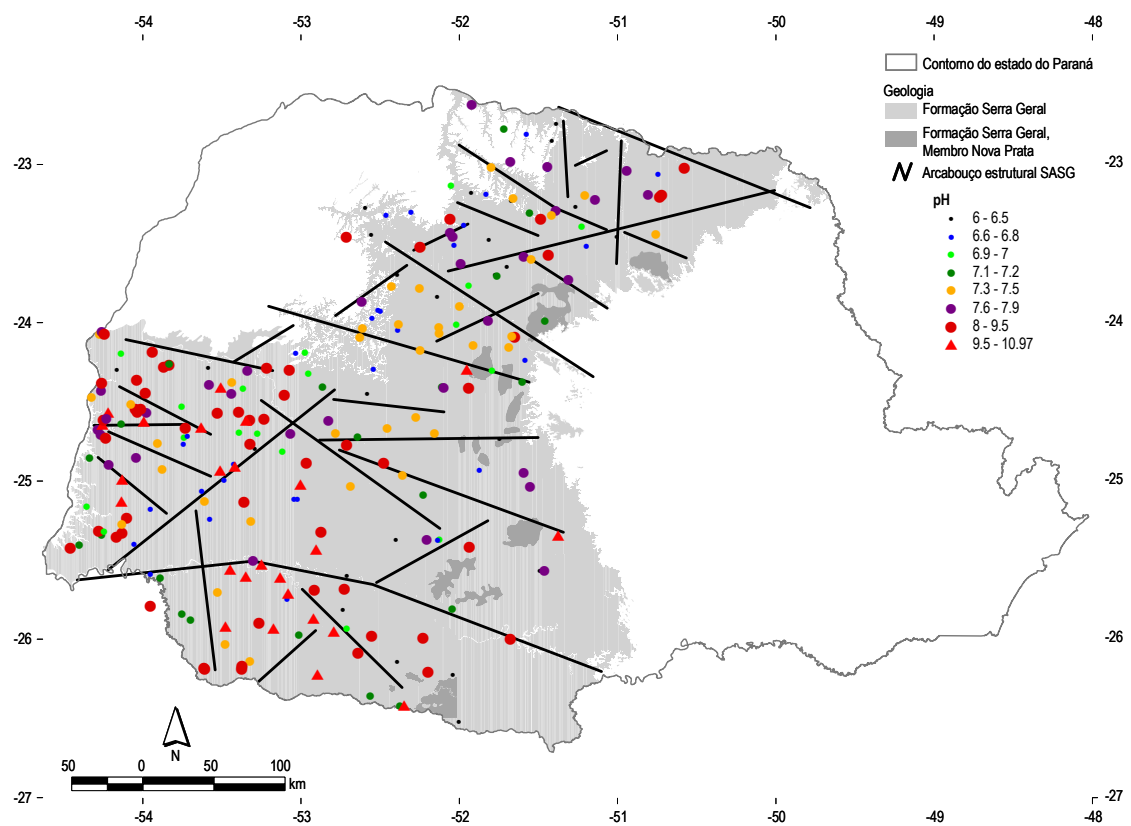 -54 -53 -52 -51 -50 -49 -48
Contorno do estado do Paraná
Geologia
Formação Serra Geral
Formação Serra Geral,
Membro Nova Prata
Arcabouço estrutural SASG
pH
6 - 6.5
6.6 - 6.8
6.9 - 7
7.1 - 7.2
7.3 - 7.5
7.6 - 7.9
8 - 9.5
9.5 - 10.97
-23 -23
-24 -24
-25 -25
-26 -26
N
50 0 50 100
km
-27 -27
-54 -53 -52 -51 -50 -49 -48